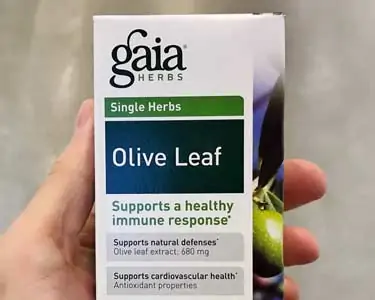 gaia®
HERBS
Single Herbs
Olive Leaf
Supports a healthy
immune response*
Supports natural defenses*
Olive leaf extract; 680 mg
Supports cardiovascular health*
Antioxidant properties